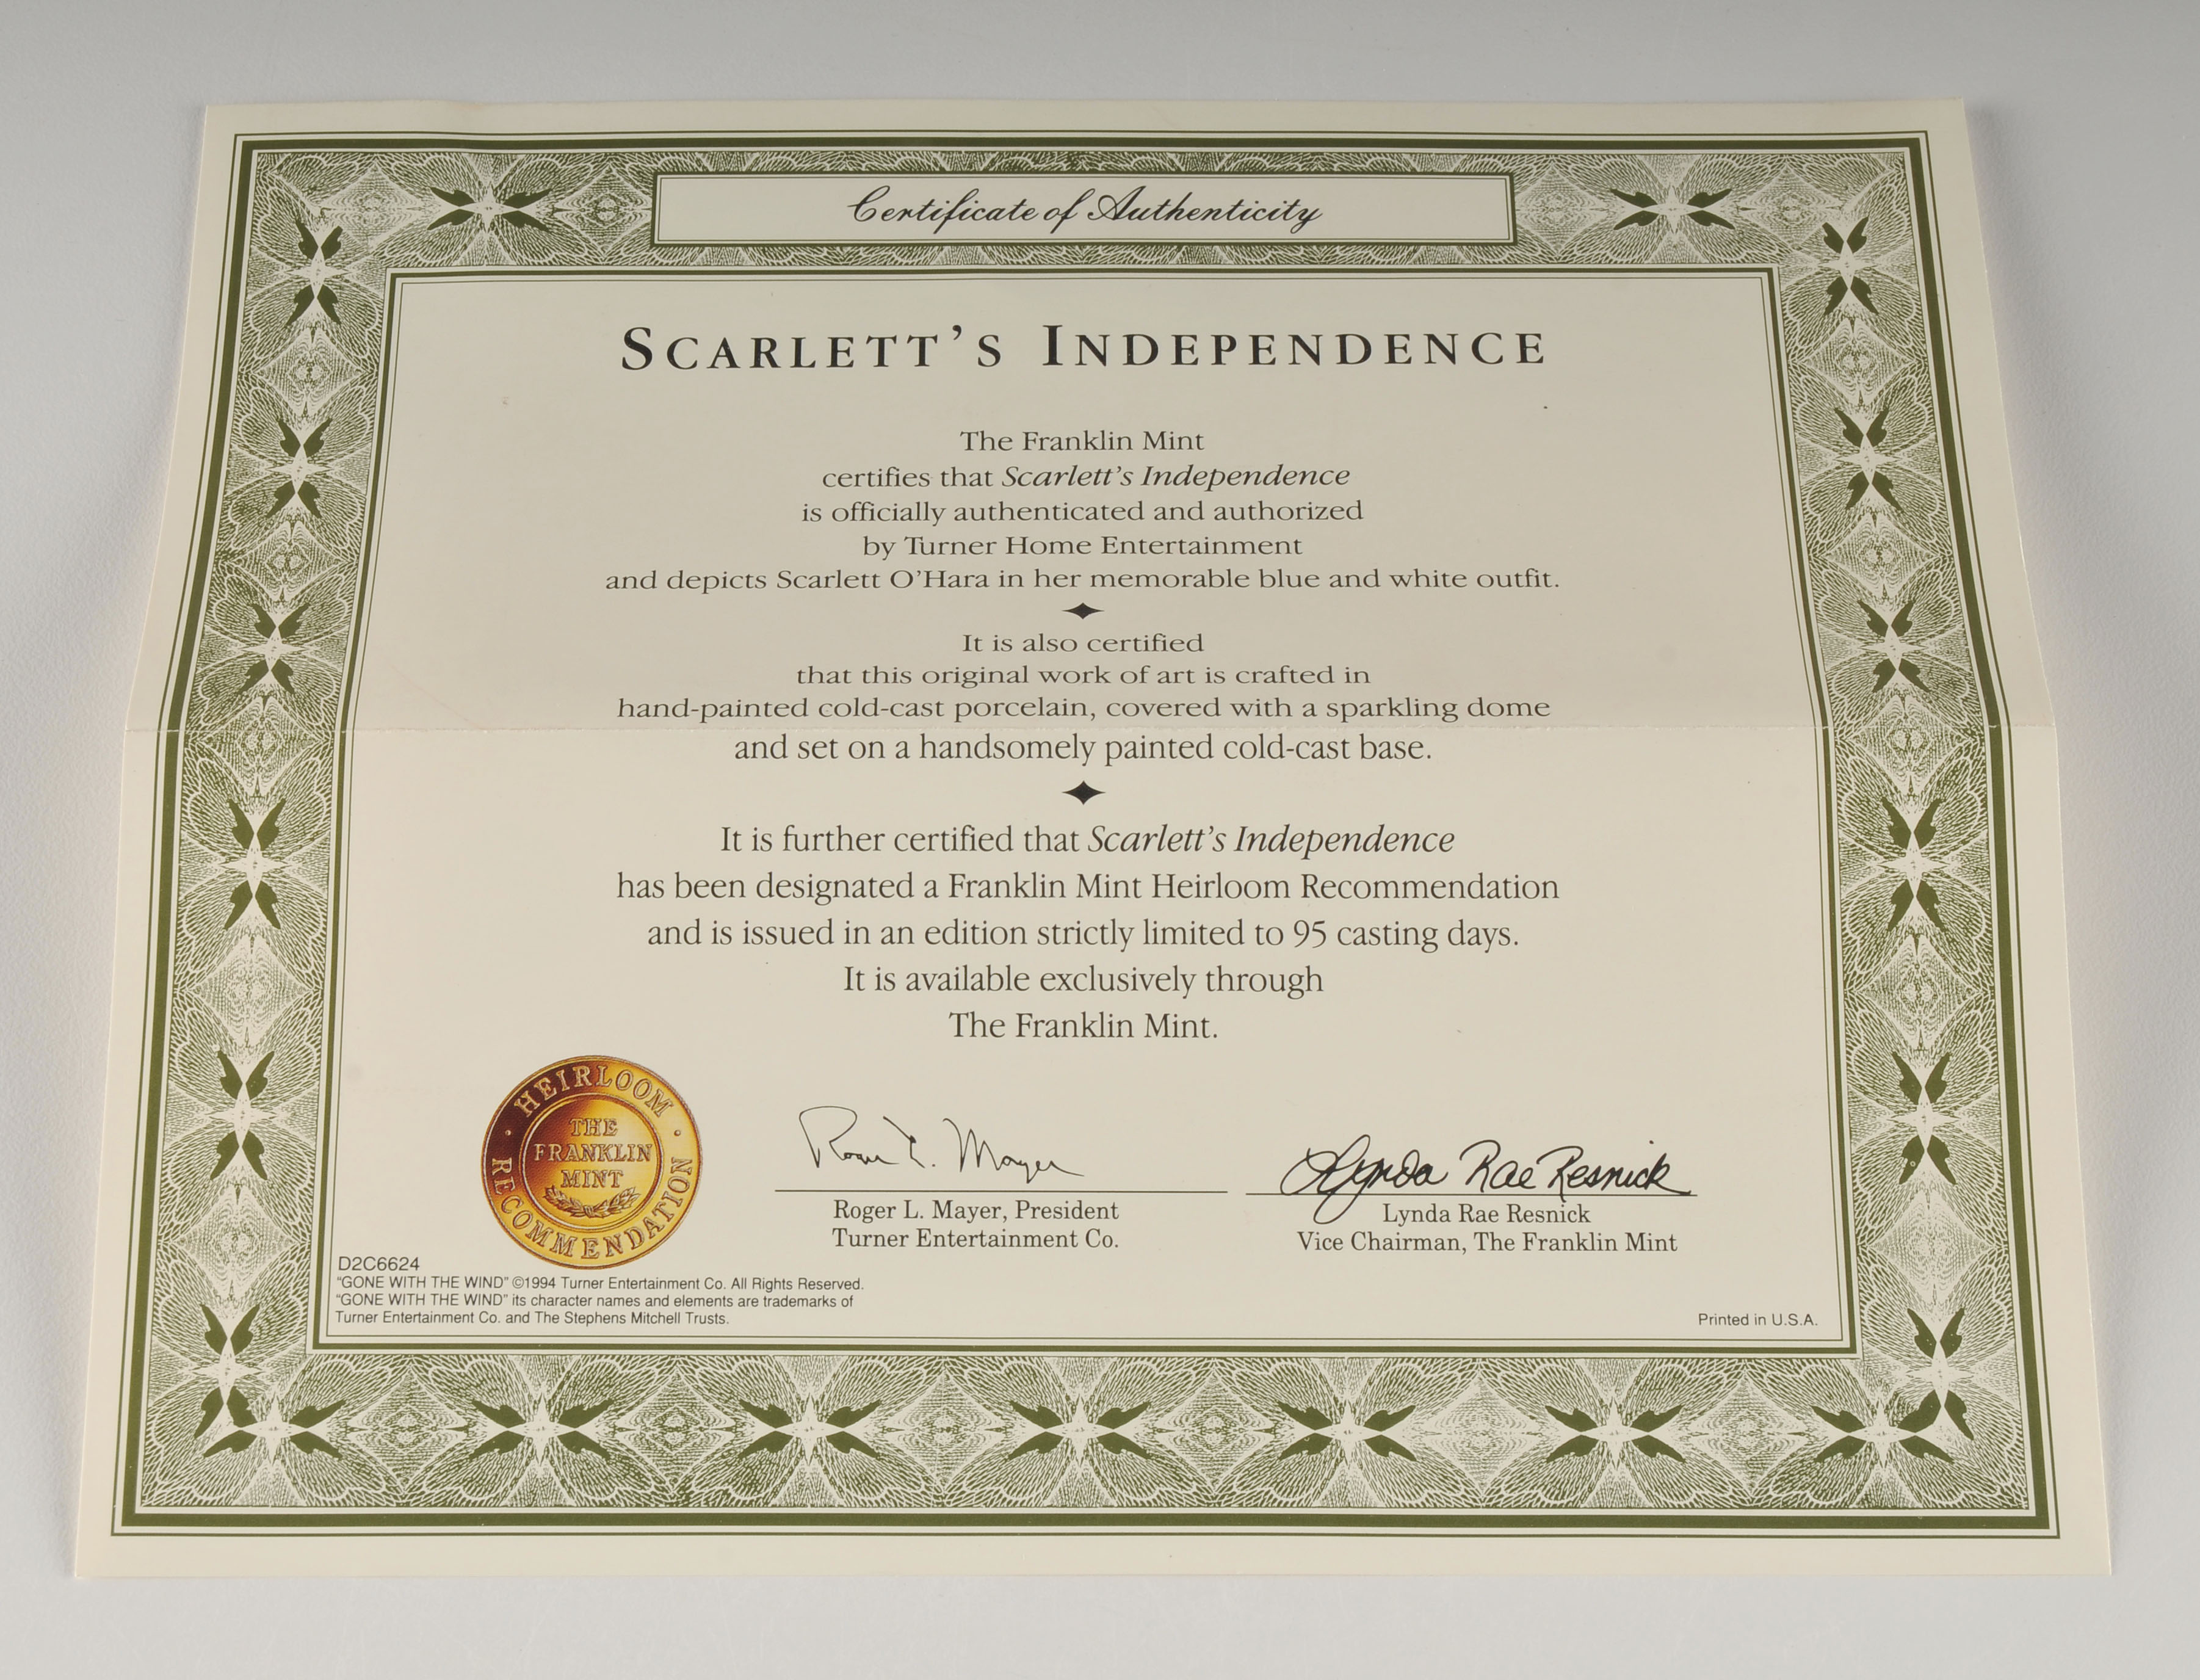 Certificate of Authenticity
SCARLETT'S INDEPENDENCE
The Franklin Mint
certifies that Scarlett's Independence
is officially authenticated and authorized
by Turner Home Entertainment
and depicts Scarlett O'Hara in her memorable blue and white outfit.
It is also certified
that this original work of art is crafted in
hand-painted cold-cast porcelain, covered with a sparkling dome
and set on a handsomely painted cold-cast base.
It is further certified that Scarlett's Independence
has been designated a Franklin Mint Heirloom Recommendation
and is issued in an edition strictly limited to 95 casting days.
It is available exclusively through
The Franklin Mint.
HEIRLOOM
THE
FRANKLIN
MINT
RECOMMENDATION
Roger L. Mayer
Lynda Rae Resnick
Roger L. Mayer, President
Turner Entertainment Co.
Lynda Rae Resnick
Vice Chairman, The Franklin Mint
D2C6624
"GONE WITH THE WIND" ©1994 Turner Entertainment Co. All Rights Reserved.
"GONE WITH THE WIND" its character names and elements are trademarks of
Turner Entertainment Co. and The Stephens Mitchell Trusts.
Printed in U.S.A.